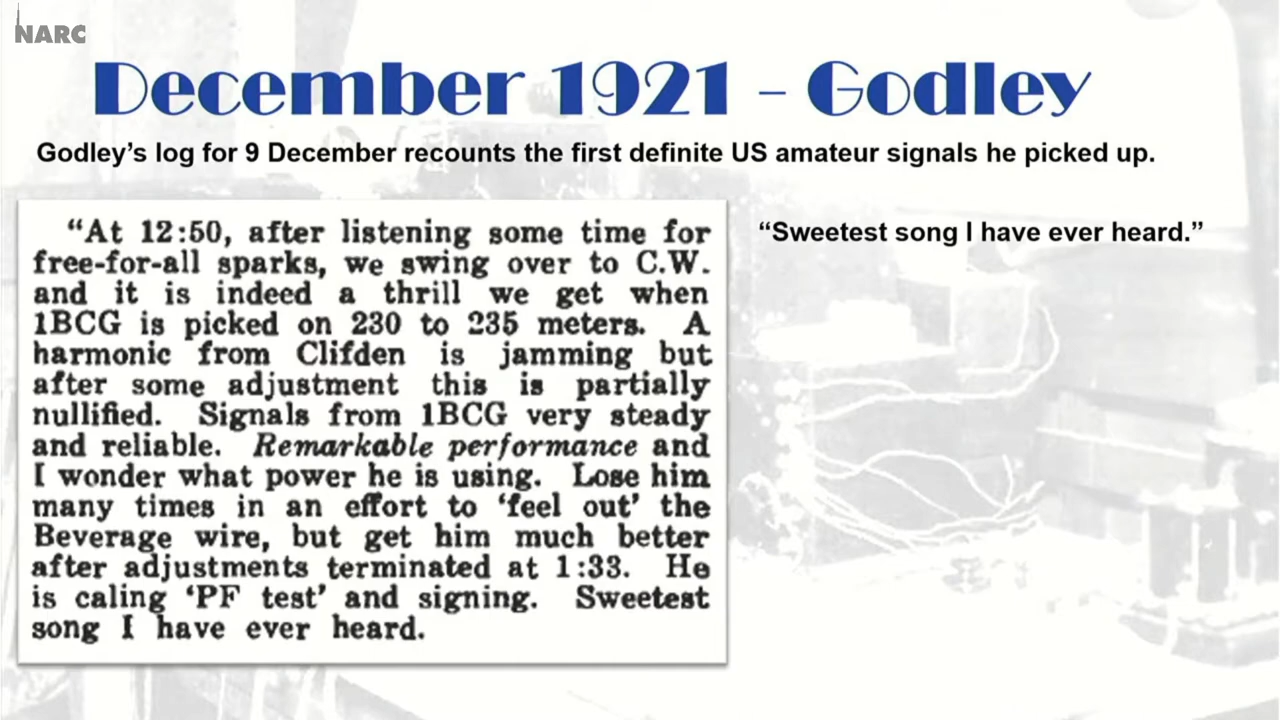 NARC
December 1921 - Godley
Godley’s log for 9 December recounts the first definite US amateur signals he picked up.
“At 12:50, after listening some time for
free-for-all sparks, we swing over to C.W.
and it is indeed a thrill we get when
1BCG is picked on 230 to 235 meters. A
harmonic from Clifden is jamming but
after some adjustment this is partially
nullified. Signals from 1BCG very steady
and reliable. Remarkable performance and
I wonder what power he is using. Lose him
many times in an effort to ‘feel out’ the
Beverage wire, but get him much better
after adjustments terminated at 1:33. He
is caling ‘PF test’ and signing. Sweetest
song I have ever heard.
“Sweetest song I have ever heard.”